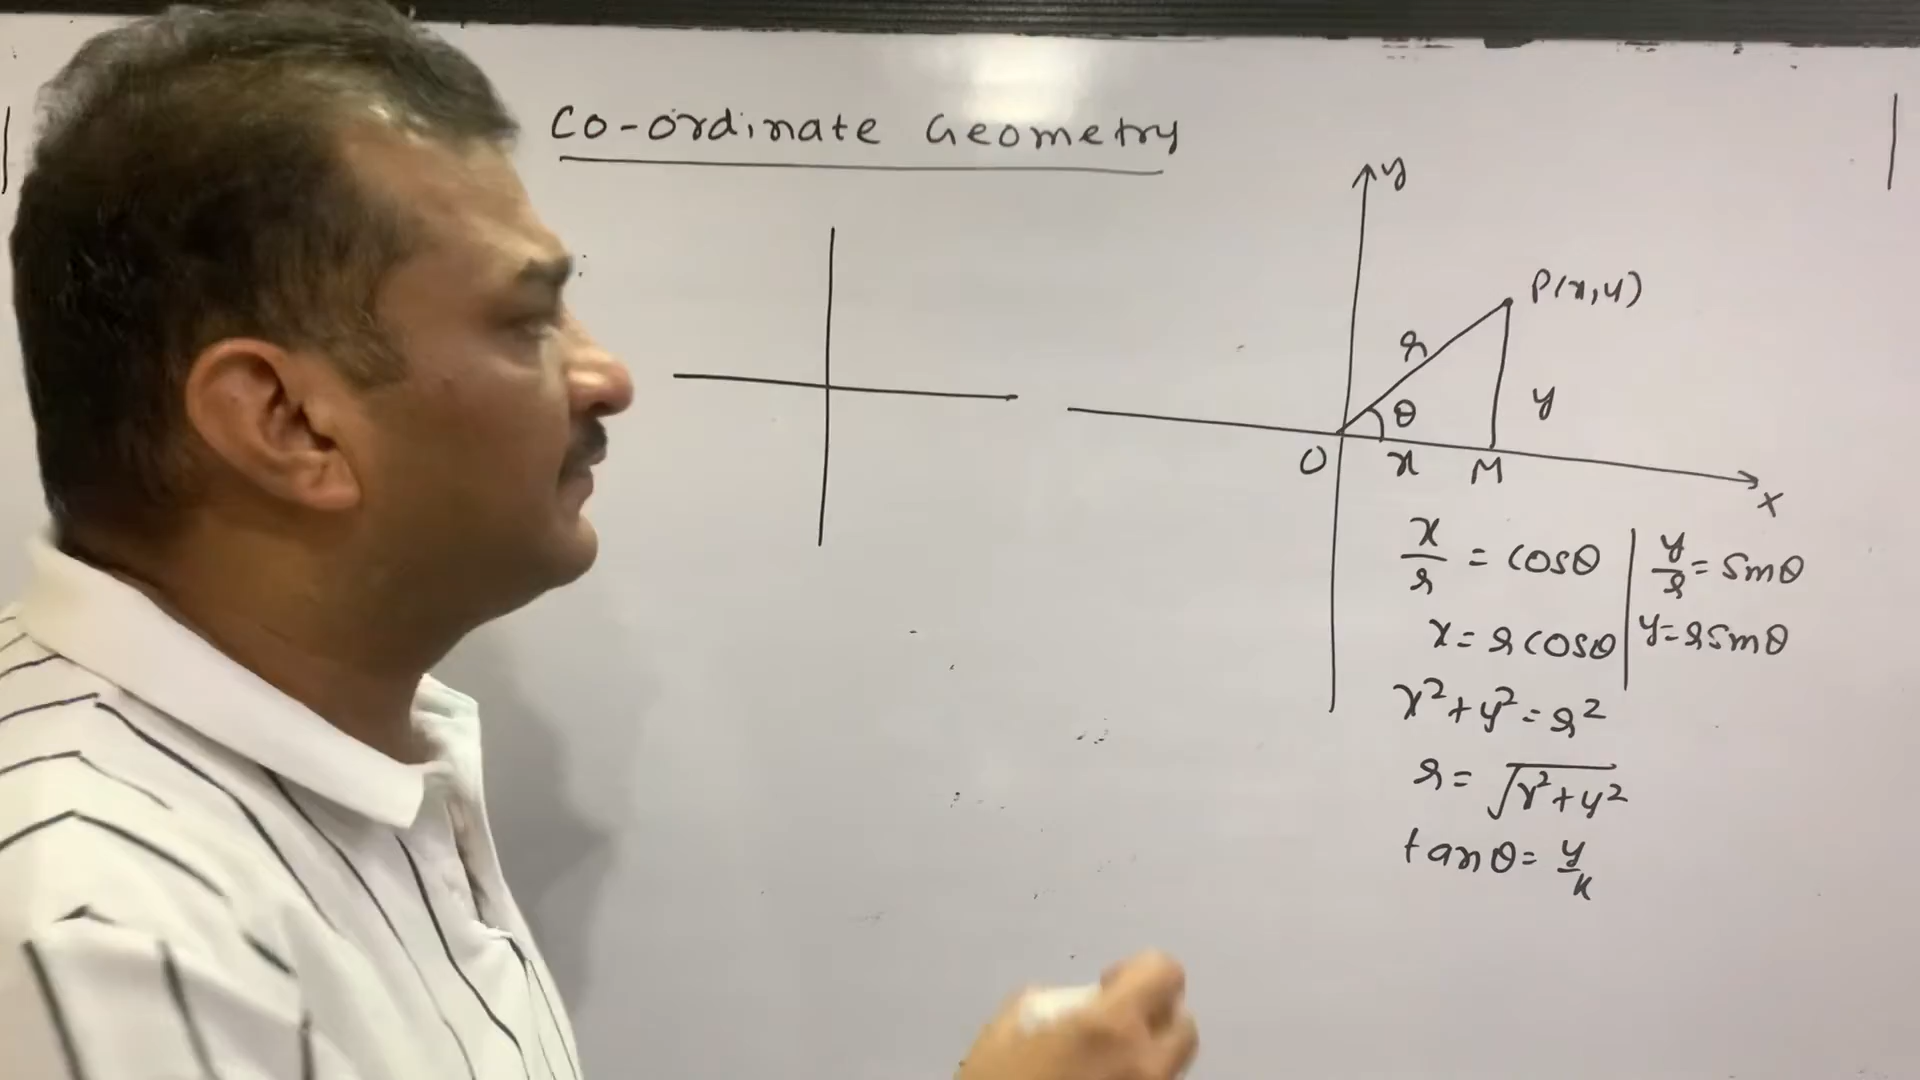 Co-ordinate Geometry
y
P(x,y)
r
θ
y
O
x
M
x
x/r = cosθ | y/r = sinθ
x = r cosθ | y = r sinθ
x² + y² = r²
r = √x² + y²
tanθ = y/x